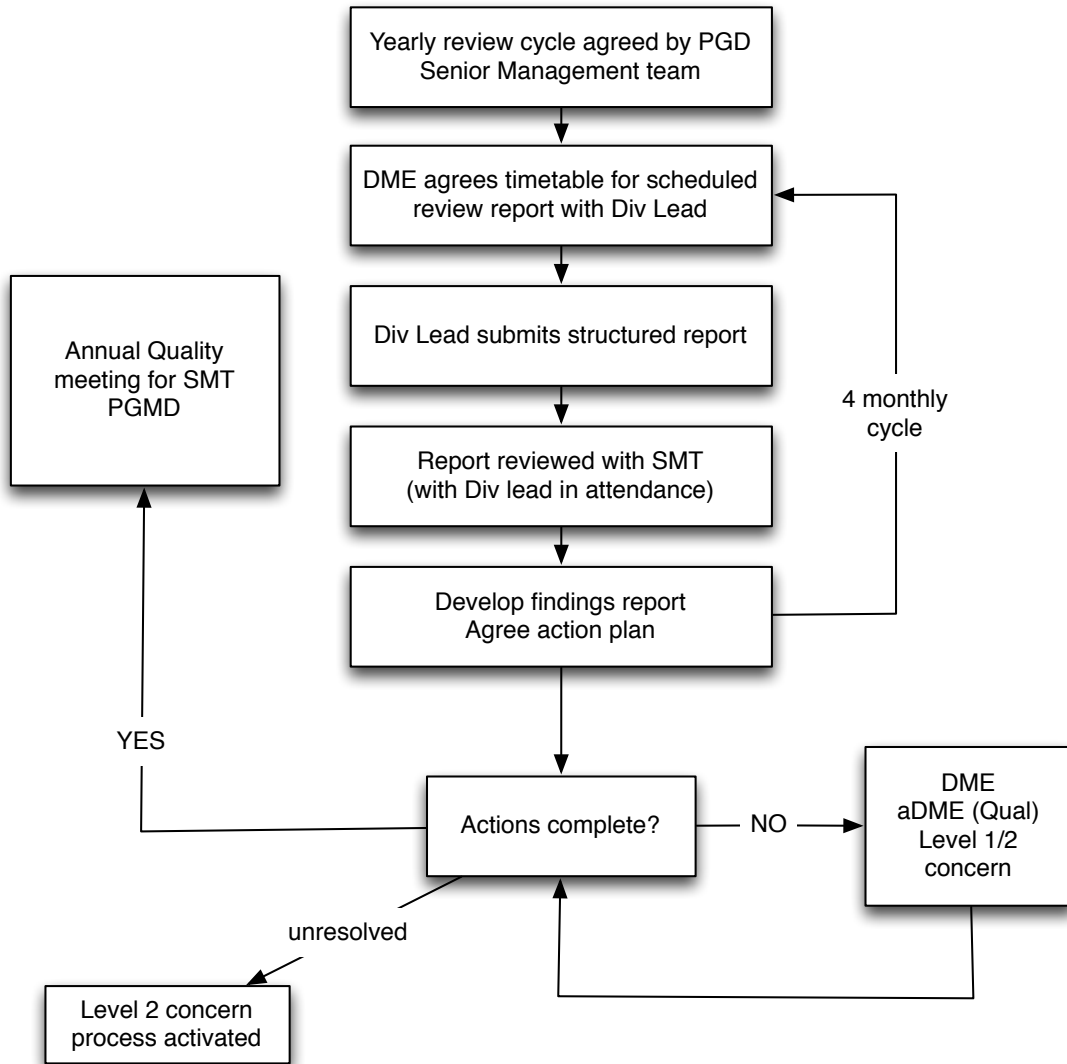 Yearly review cycle agreed by PGD
Senior Management team
DME agrees timetable for scheduled
review report with Div Lead
Div Lead submits structured report
Annual Quality
meeting for SMT
PGMD
4 monthly
cycle
Report reviewed with SMT
(with Div lead in attendance)
Develop findings report
Agree action plan
YES
Actions complete?
NO
DME
aDME (Qual)
Level 1/2
concern
unresolved
Level 2 concern
process activated